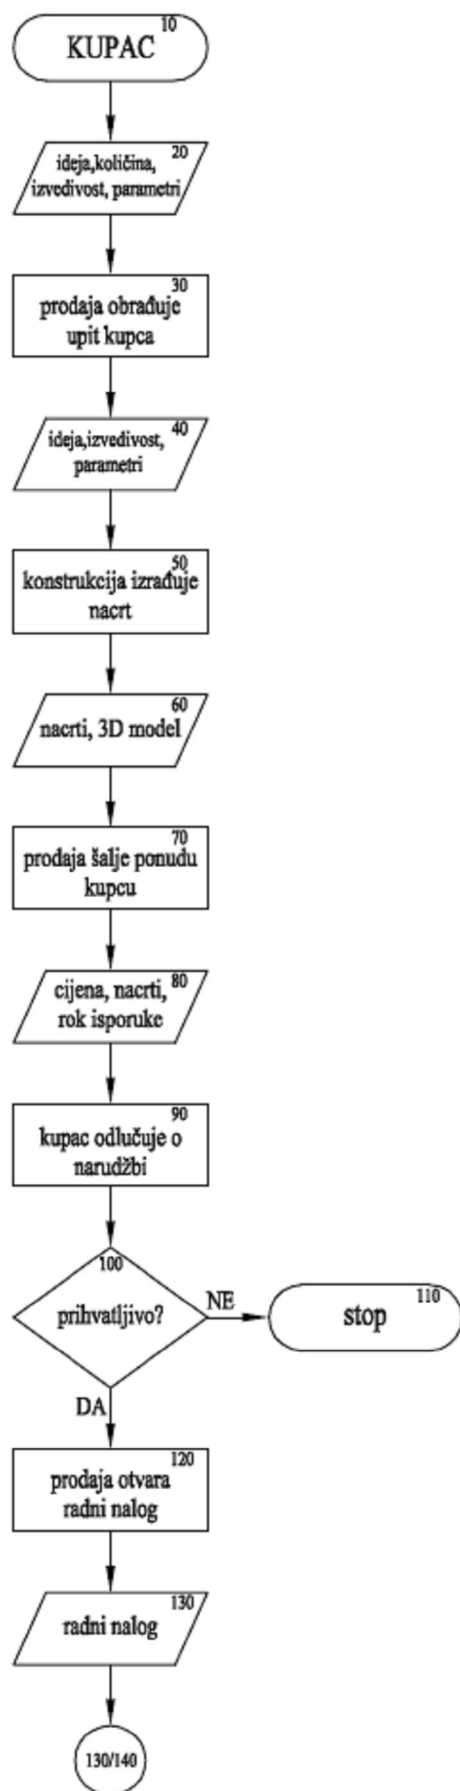 10
KUPAC
20
ideja,količina,
izvedivost, parametri
30
prodaja obrađuje
upit kupca
40
ideja,izvedivost,
parametri
50
konstrukcija izrađuje
nacrt
60
nacrti, 3D model
70
prodaja šalje ponudu
kupcu
80
cijena, nacrti,
rok isporuke
90
kupac odlučuje o
narudžbi
100
prihvatljivo?
NE
110
stop
DA
120
prodaja otvara
radni nalog
130
radni nalog
130/140